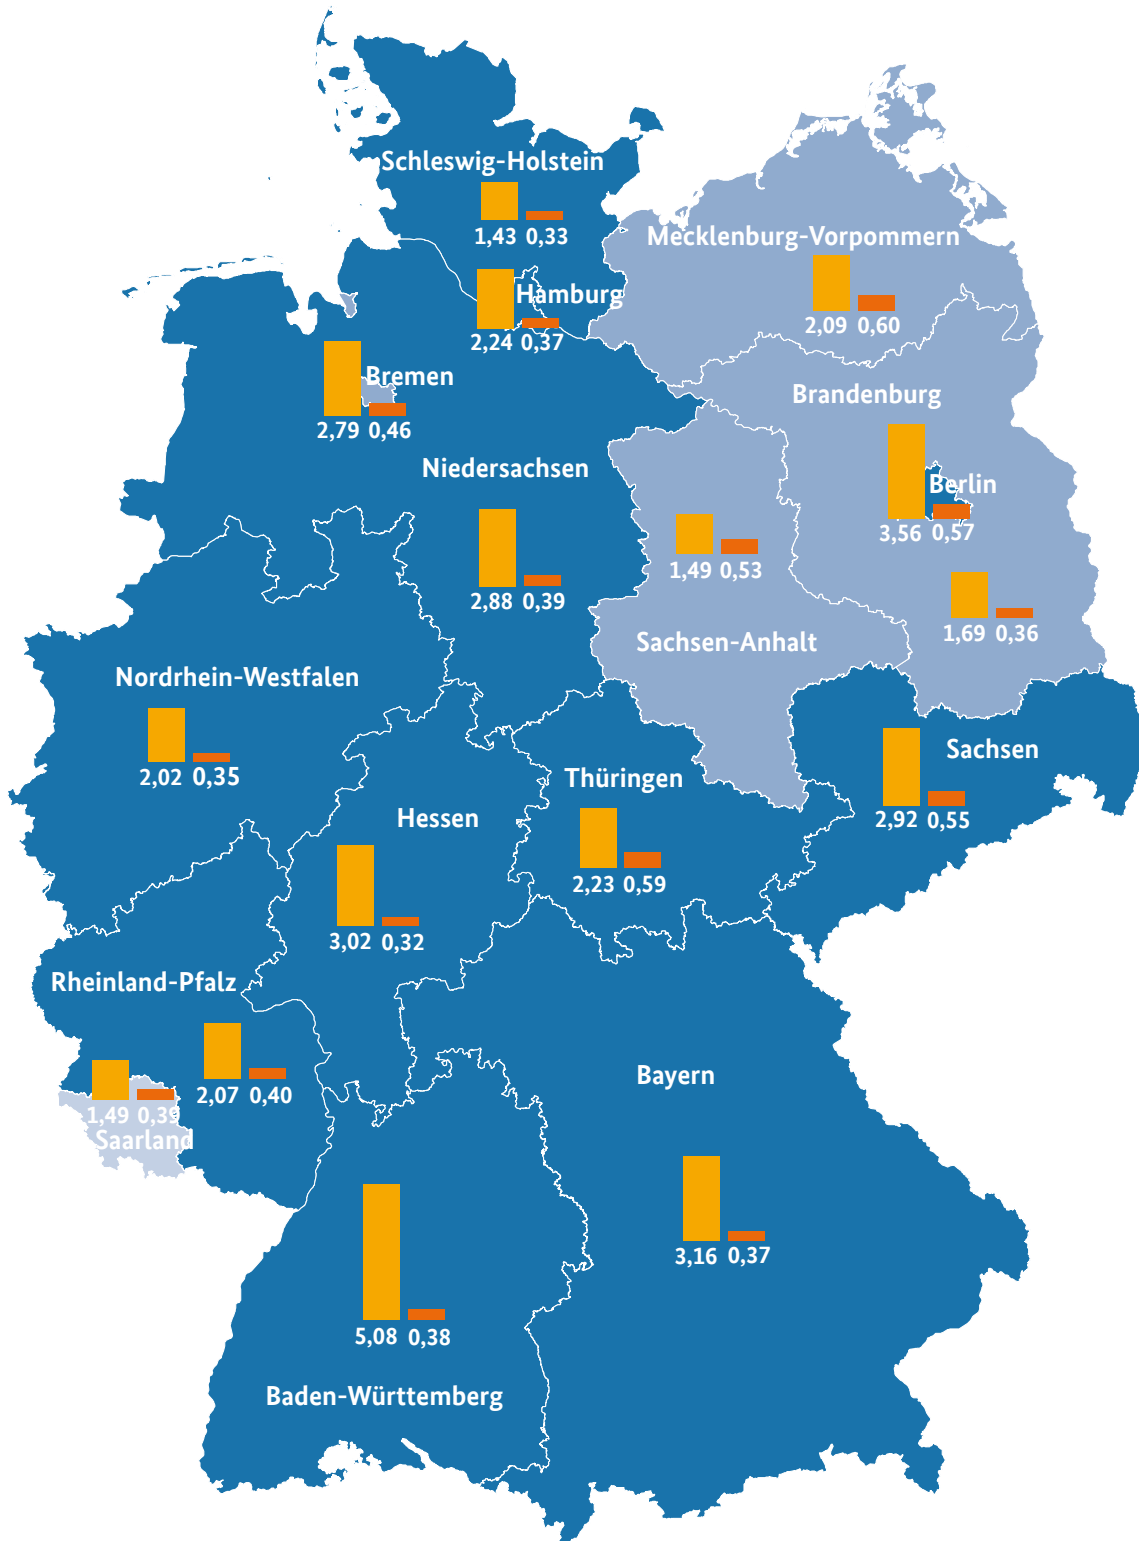 Schleswig-Holstein
1,43 0,33
Mecklenburg-Vorpommern
2,09 0,60
Hamburg
2,24 0,37
Bremen
2,79 0,46
Brandenburg
Niedersachsen
2,88 0,39
Berlin
3,56 0,57
1,49 0,53
Sachsen-Anhalt
1,69 0,36
Nordrhein-Westfalen
2,02 0,35
Sachsen
2,92 0,55
Thüringen
2,23 0,59
Hessen
3,02 0,32
Rheinland-Pfalz
2,07 0,40
1,49 0,39
Saarland
Bayern
3,16 0,37
5,08 0,38
Baden-Württemberg